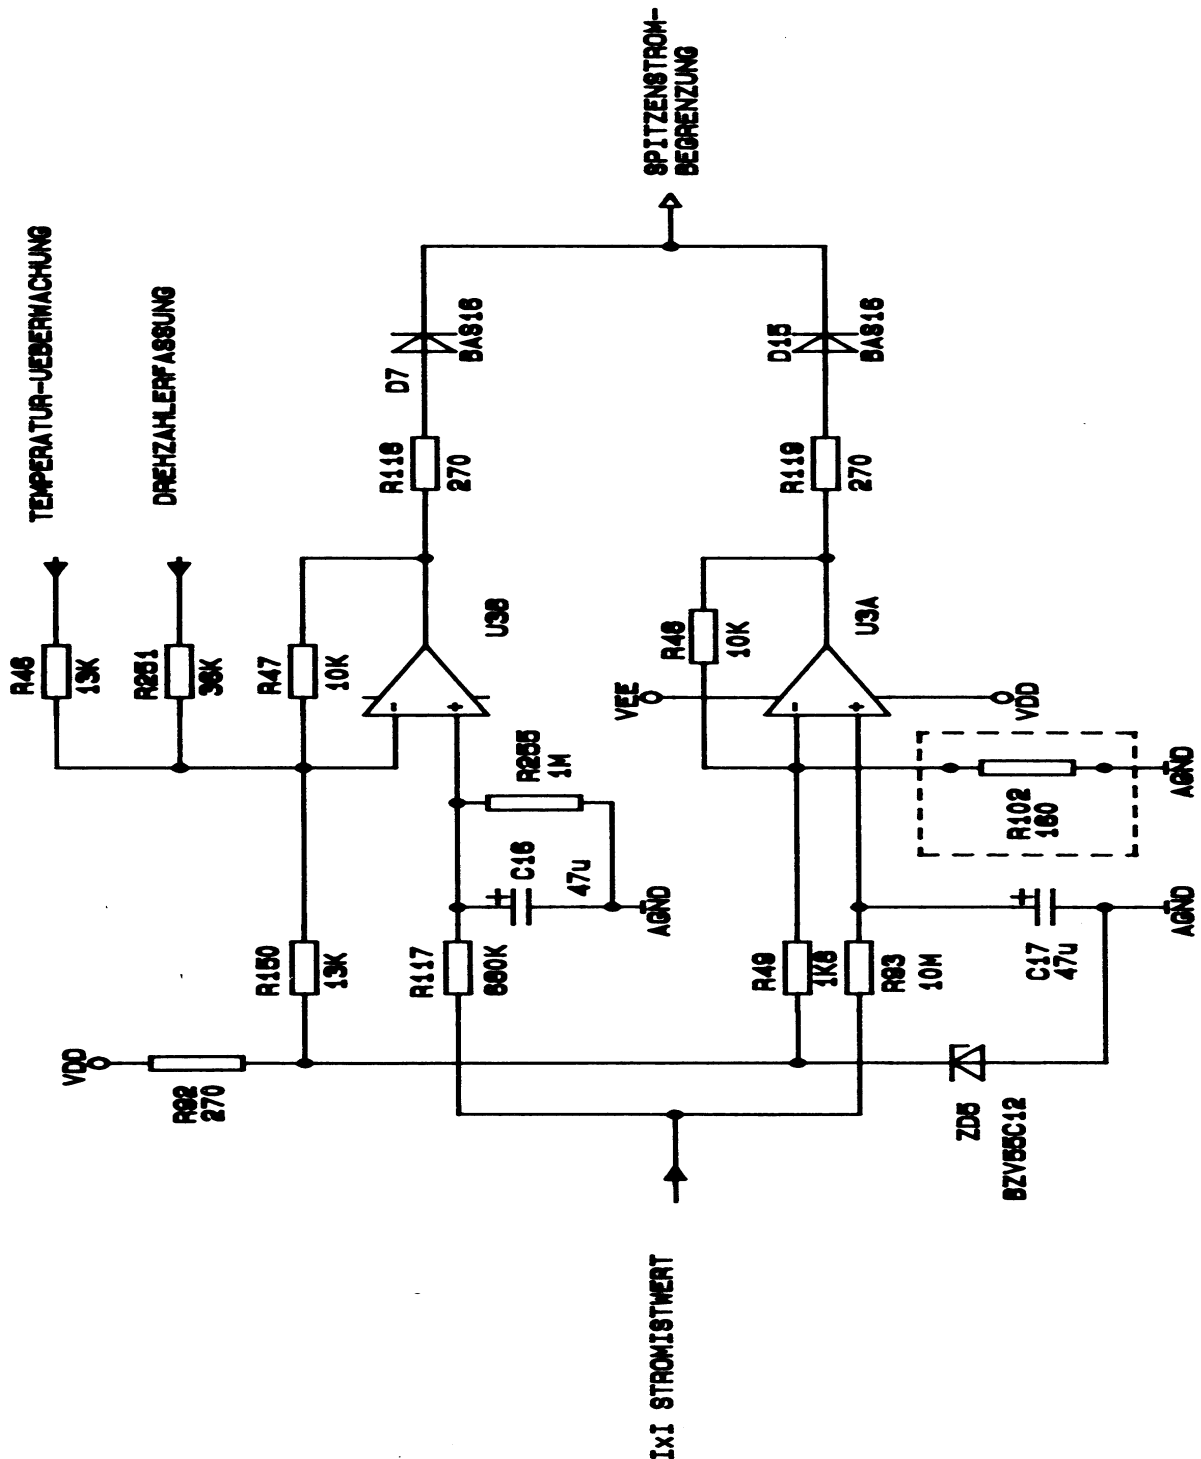 TEMPERATUR-UEBERWACHUNG
R46
13K
DREHZAHLERFASSUNG
R251
36K
R47
10K
R150
13K
VDD
R92
270
R118
270
D7
BAS16
SPITZENSTROM-
BEGRENZUNG
U3B
-
+
R255
1M
C16
+
47u
AGND
R117
680K
R48
10K
VEE
U3A
-
+
VDD
R119
270
D15
BAS16
R102
160
AGND
R49
1K8
R93
10M
C17
+
47u
AGND
ZD5
BZV55C12
IxI STROMISTWERT